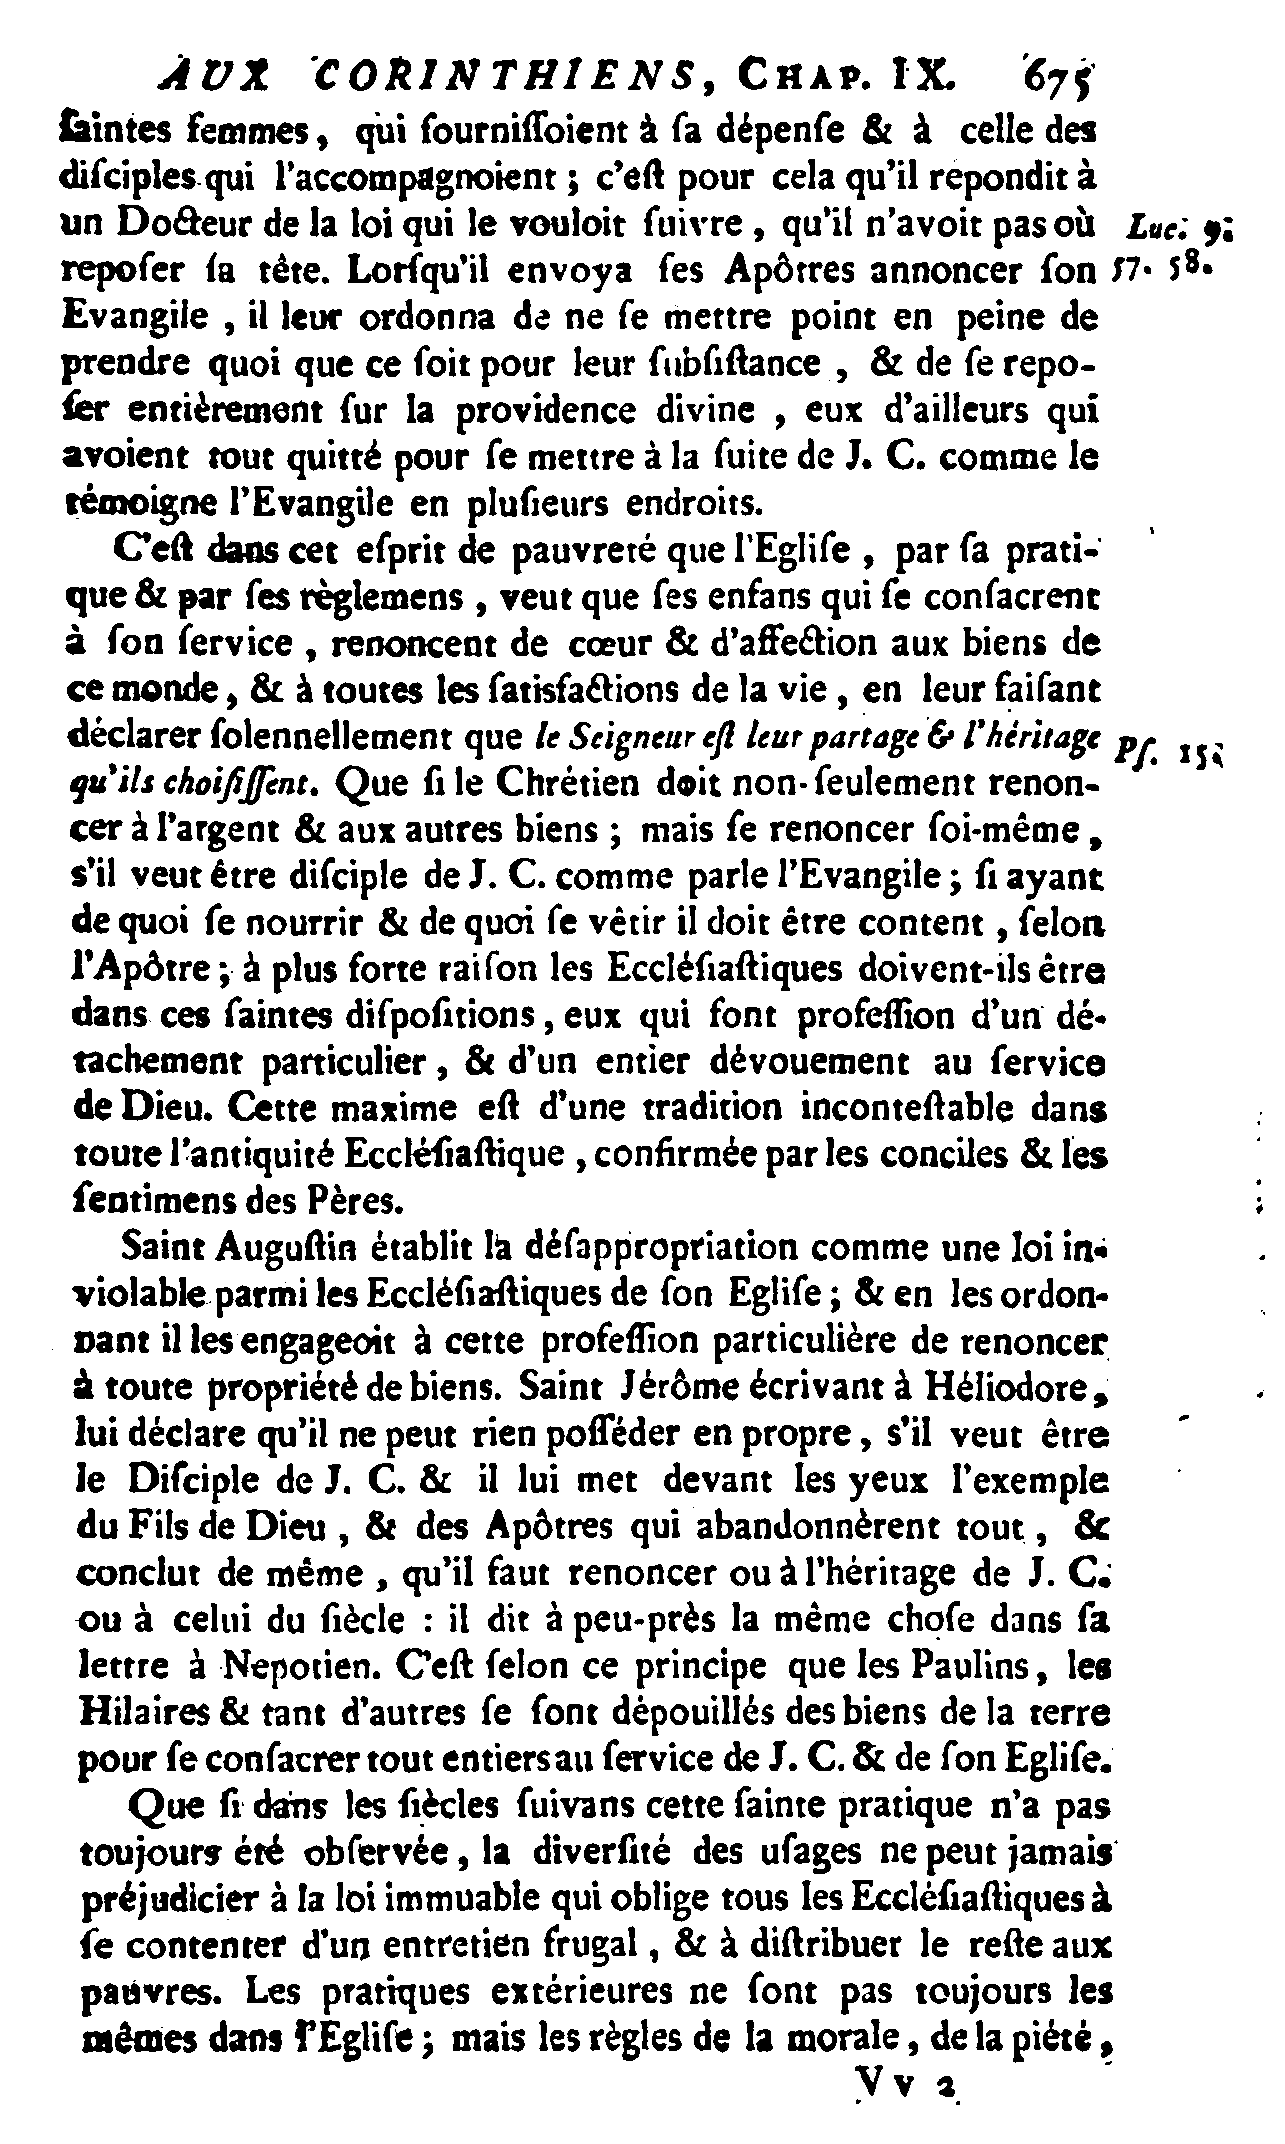 AUX CORINTHIENS, CHAP. IX. 675
ſaintes femmes, qui fourniſſoient à ſa dépenſe & à celle des
diſciples qui l'accompagnoient ; c'eſt pour cela qu'il répondit à
un Docteur de la loi qui le vouloit ſuivre, qu'il n'avoit pas où
Luc. 9.
repoſer ſa tête. Lorſqu'il envoya ſes Apôtres annoncer ſon
57. 58.
Evangile, il leur ordonna de ne ſe mettre point en peine de
prendre quoi que ce ſoit pour leur ſubſiſtance, & de ſe repo-
ſer entièrement ſur la providence divine, eux d'ailleurs qui
avoient tout quitté pour ſe mettre à la ſuite de J. C. comme le
témoigne l'Evangile en pluſieurs endroits.
C'eſt dans cet eſprit de pauvreté que l'Egliſe, par ſa prati-
que & par ſes règlemens, veut que ſes enfans qui ſe conſacrent
à ſon ſervice, renoncent de cœur & d'affection aux biens de
ce monde, & à toutes les ſatisfactions de la vie, en leur faiſant
déclarer ſolennellement que le Seigneur eſt leur partage & l'héritage
Pſ. 15.
qu'ils choiſiſſent. Que ſi le Chrétien doit non-ſeulement renon-
cer à l'argent & aux autres biens ; mais ſe renoncer ſoi-même,
s'il veut être diſciple de J. C. comme parle l'Evangile ; ſi ayant
de quoi ſe nourrir & de quoi ſe vêtir il doit être content, ſelon
l'Apôtre ; à plus forte raiſon les Eccléſiaſtiques doivent-ils être
dans ces ſaintes diſpoſitions, eux qui font profeſſion d'un dé-
tachement particulier, & d'un entier dévouement au ſervice
de Dieu. Cette maxime eſt d'une tradition inconteſtable dans
toute l'antiquité Eccléſiaſtique, confirmée par les conciles & les
ſentimens des Pères.
Saint Auguſtin établit la déſappropriation comme une loi in-
violable parmi les Eccléſiaſtiques de ſon Egliſe ; & en les ordon-
nant il les engageoit à cette profeſſion particulière de renoncer
à toute propriété de biens. Saint Jérôme écrivant à Héliodore,
lui déclare qu'il ne peut rien poſſéder en propre, s'il veut être
le Diſciple de J. C. & il lui met devant les yeux l'exemple
du Fils de Dieu, & des Apôtres qui abandonnèrent tout, &
conclut de même, qu'il faut renoncer ou à l'héritage de J. C.
ou à celui du ſiècle : il dit à peu-près la même choſe dans ſa
lettre à Nepotien. C'eſt ſelon ce principe que les Paulins, les
Hilaires & tant d'autres ſe ſont dépouillés des biens de la terre
pour ſe conſacrer tout entiers au ſervice de J. C. & de ſon Egliſe.
Que ſi dans les ſiècles ſuivans cette ſainte pratique n'a pas
toujours été obſervée, la diverſité des uſages ne peut jamais
préjudicier à la loi immuable qui oblige tous les Eccléſiaſtiques à
ſe contenter d'un entretien frugal, & à diſtribuer le reſte aux
pauvres. Les pratiques extérieures ne ſont pas toujours les
mêmes dans l'Egliſe ; mais les règles de la morale, de la piété,
V v 2